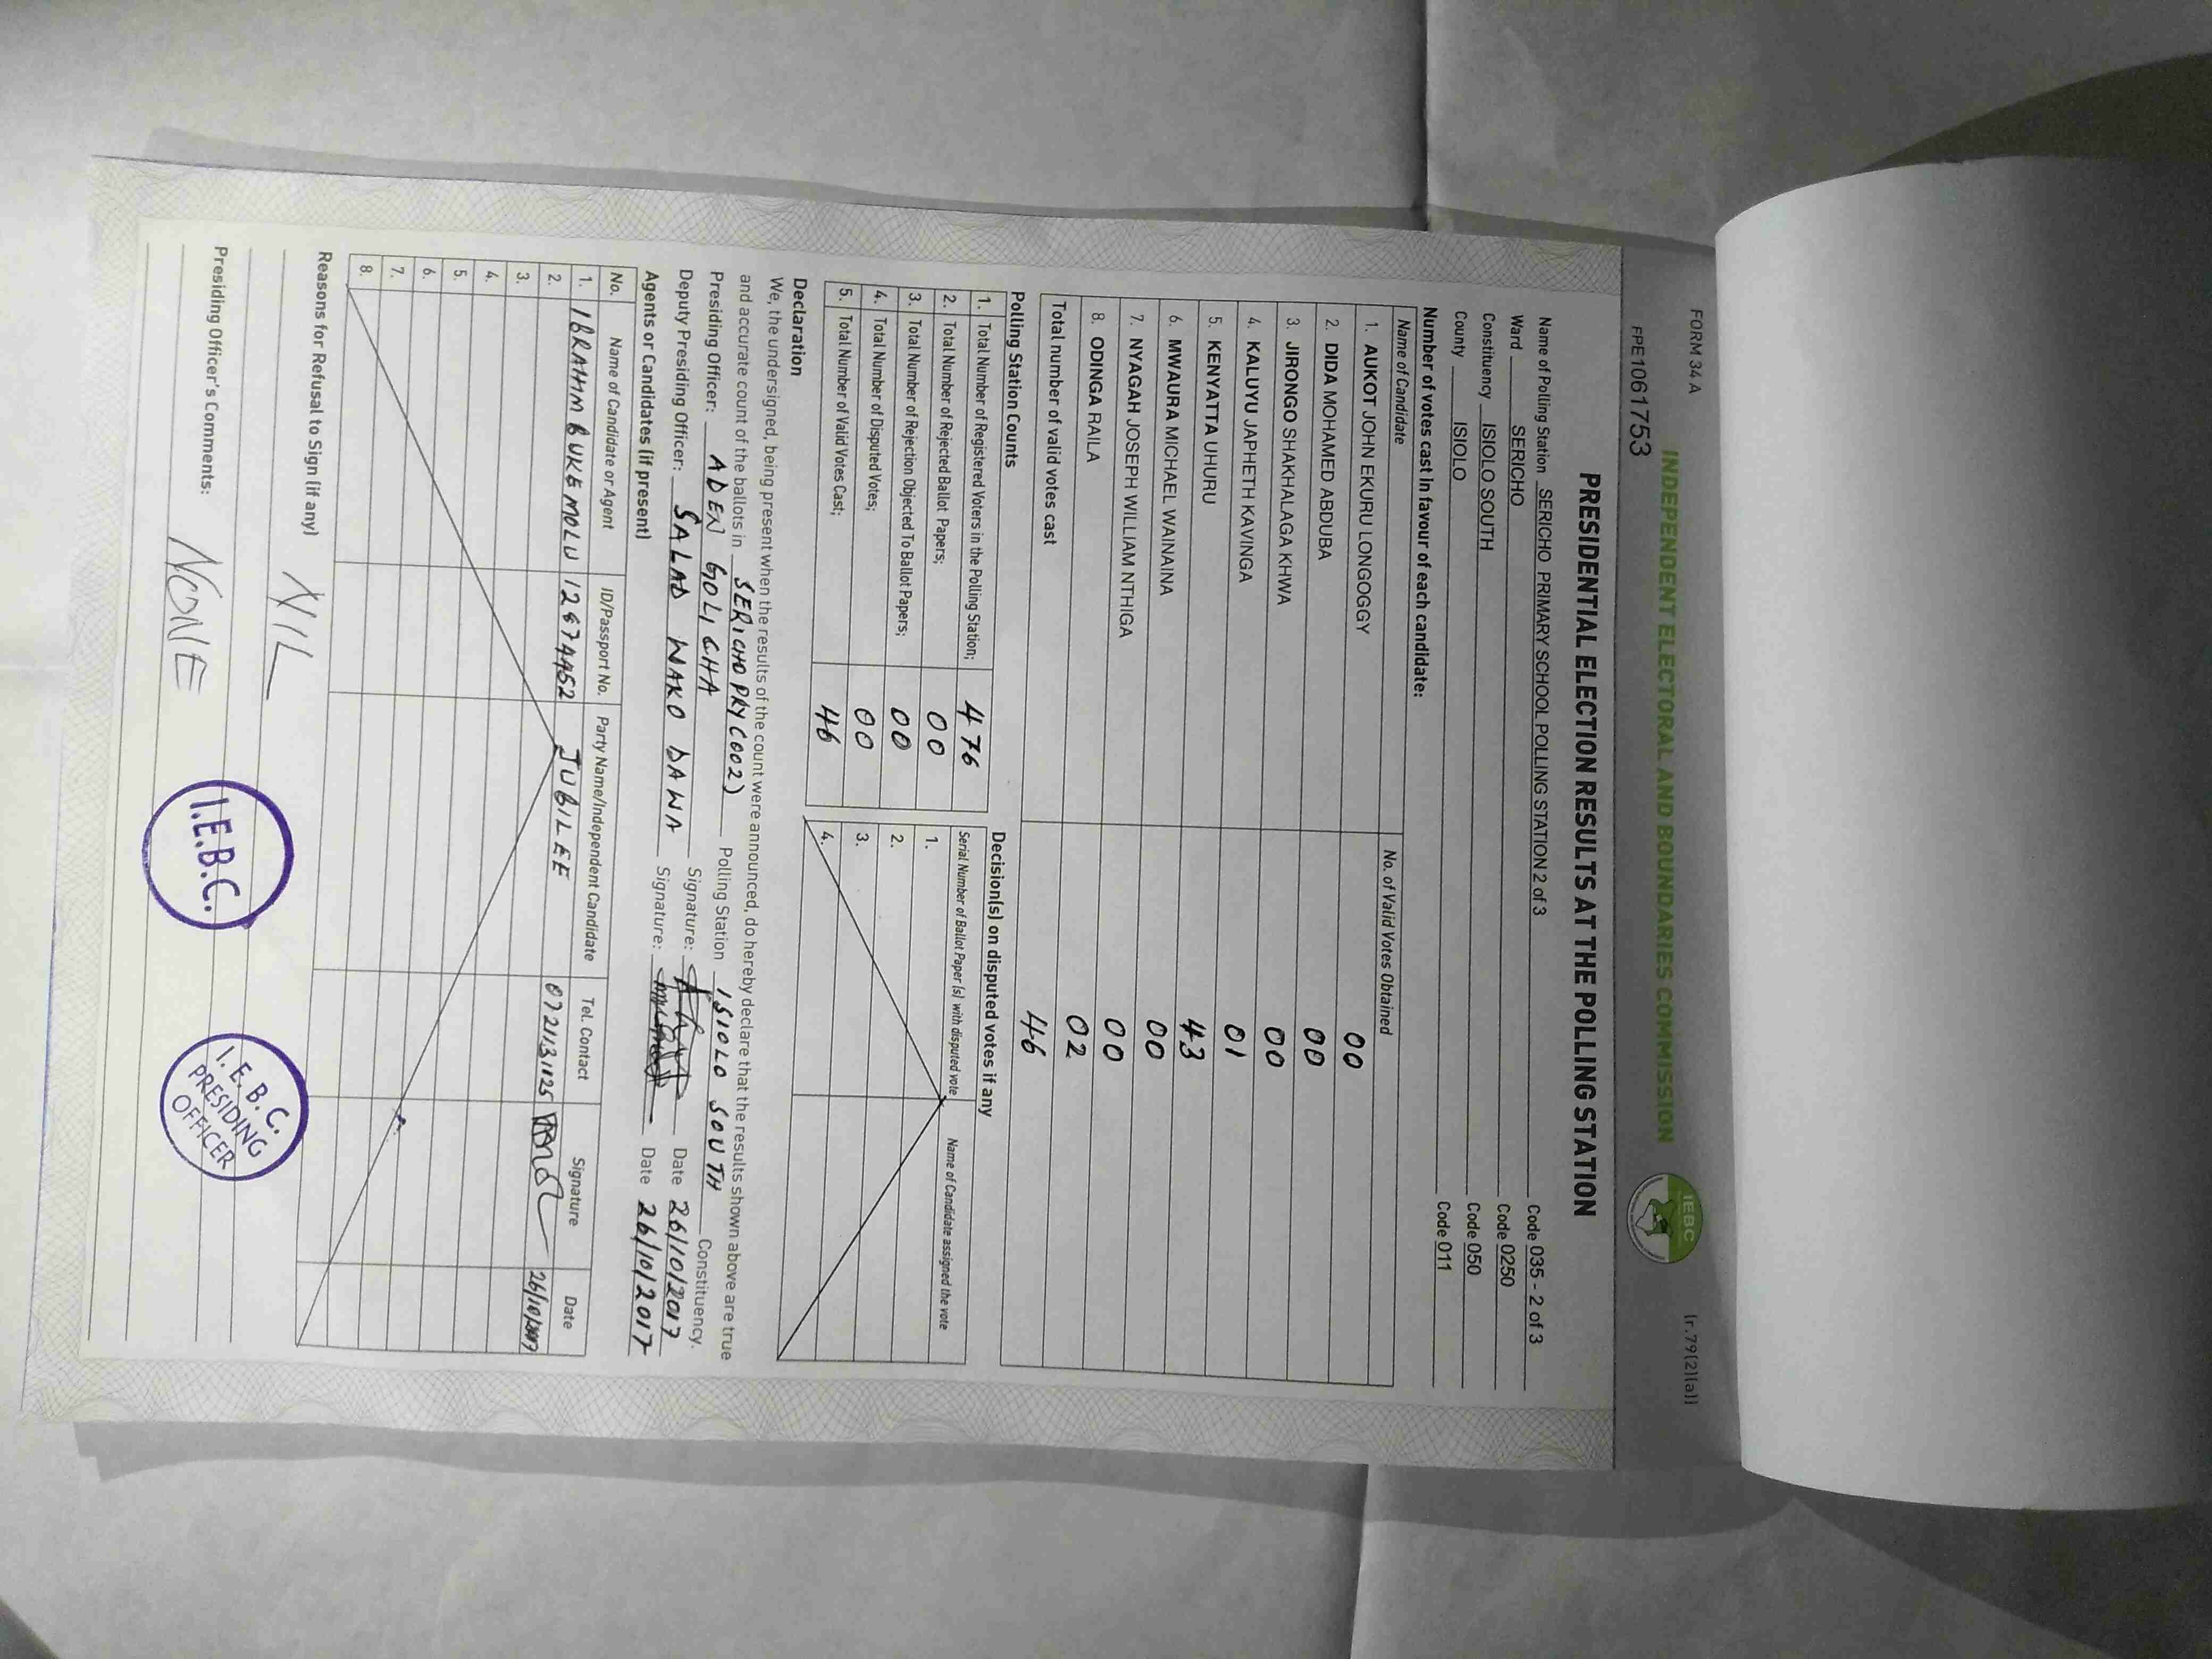 FORM 34 A
(r.79(2)(a))
INDEPENDENT ELECTORAL AND BOUNDARIES COMMISSION
IEBC
PPE1061753
PRESIDENTIAL ELECTION RESULTS AT THE POLLING STATION
Name of Polling Station SERICHO PRIMARY SCHOOL POLLING STATION 2 of 3 Code 035 - 2 of 3
Ward SERICHO Code 0250
Constituency ISIOLO SOUTH Code 050
County ISIOLO Code 011
Number of votes cast in favour of each candidate:
Name of Candidate No. of Valid Votes Obtained
1. AUKOT JOHN EKURU LONGOGGY 00
2. DIDA MOHAMED ABDUBA 00
3. JIRONGO SHAKHALAGA KHWA 00
4. KALUYU JAPHETH KAVINGA 01
5. KENYATTA UHURU 43
6. MWAURA MICHAEL WAINAINA 00
7. NYAGAH JOSEPH WILLIAM NTHIGA 00
8. ODINGA RAILA 02
Total number of valid votes cast 46
Polling Station Counts
1. Total Number of Registered Voters in the Polling Station; 476
2. Total Number of Rejected Ballot Papers; 00
3. Total Number of Rejection Objected To Ballot Papers; 00
4. Total Number of Disputed Votes; 00
5. Total Number of Valid Votes Cast; 46
Decision(s) on disputed votes if any
Serial Number of Ballot Paper (s) with disputed vote Name of Candidate assigned the vote
1.
2.
3.
4.
Declaration
We, the undersigned, being present when the results of the count were announced, do hereby declare that the results shown above are true
and accurate count of the ballots in SERICHO PRY (002) Polling Station ISIOLO SOUTH Constituency.
Presiding Officer: ADEN GOLICHA Signature: Date 26/10/2017
Deputy Presiding Officer: SALAD WAKO DAWA Signature: Date 26/10/2017
Agents or Candidates (if present)
No. Name of Candidate or Agent ID/Passport No. Party Name/Independent Candidate Tel. Contact Signature Date
1. IBRAHIM BUKE MOLU 12674452 JUBILEE 0721131125 26/10/2017
2.
3.
4.
5.
6.
7.
8.
Reasons for Refusal to Sign (if any) NIL
Presiding Officer's Comments: NONE
I.E.B.C.
I. E. B. C.
PRESIDING
OFFICER